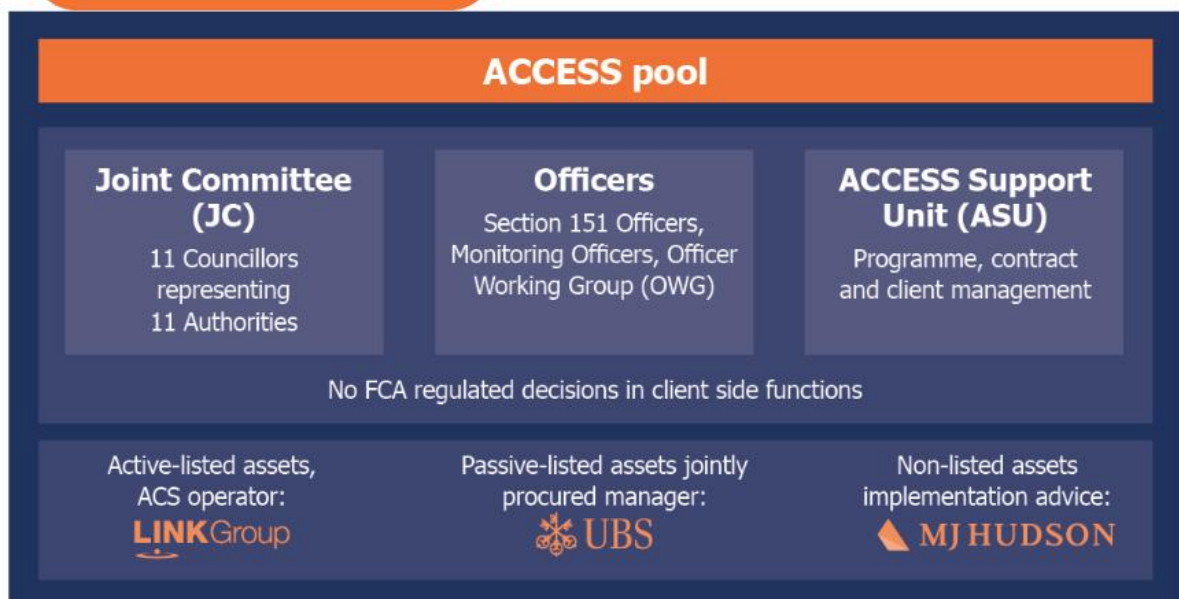 ACCESS pool
Joint Committee
(JC)
11 Councillors
representing
11 Authorities
Officers
Section 151 Officers,
Monitoring Officers, Officer
Working Group (OWG)
ACCESS Support
Unit (ASU)
Programme, contract
and client management
No FCA regulated decisions in client side functions
Active-listed assets,
ACS operator:
LINKGroup
Passive-listed assets jointly
procured manager:
UBS
Non-listed assets
implementation advice:
MJ HUDSON